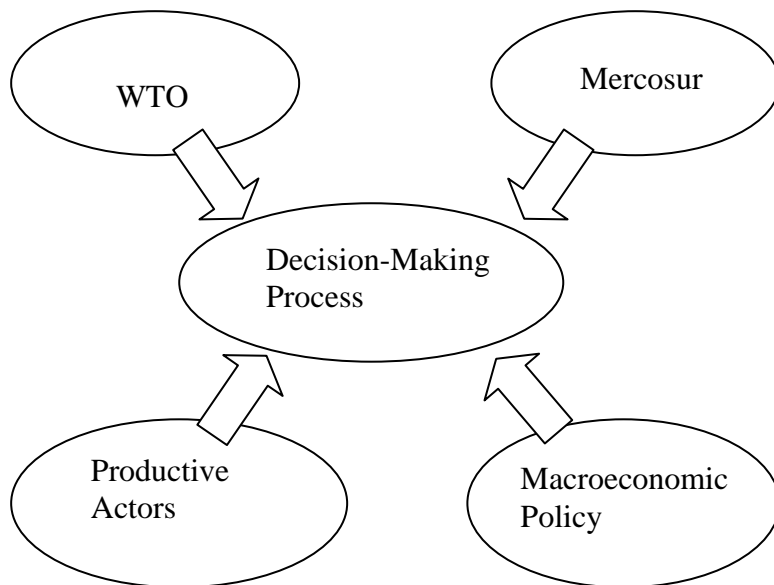 WTO
Mercosur
Decision-Making
Process
Productive
Actors
Macroeconomic
Policy